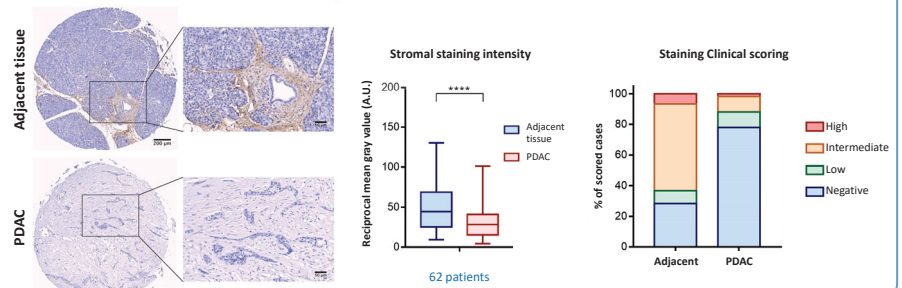 Adjacent tissue
200 µm
PDAC
Stromal staining intensity
Reciprocal mean gray value (A.U.)
200
150
100
50
0
****
Adjacent
tissue
PDAC
62 patients
Staining Clinical scoring
% of scored cases
100
80
60
40
20
0
Adjacent
PDAC
High
Intermediate
Low
Negative